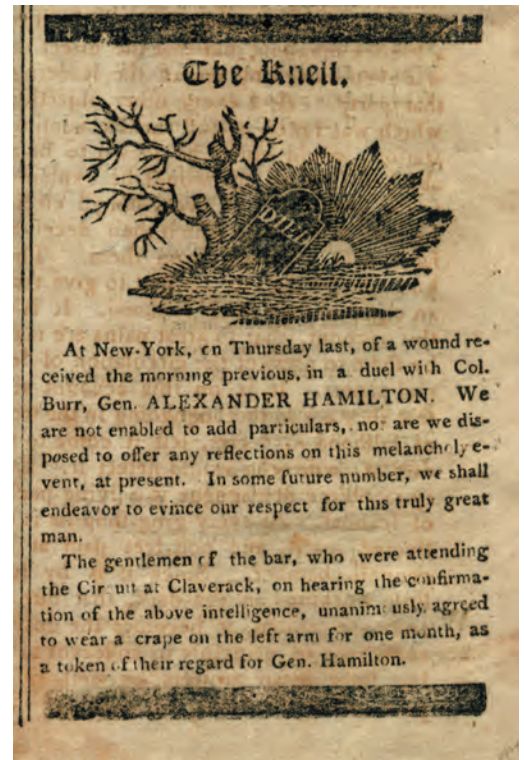 The Knell.
DIED
At New-York, on Thursday last, of a wound re-
ceived the morning previous, in a duel with Col.
Burr, Gen. ALEXANDER HAMILTON. We
are not enabled to add particulars, nor are we dis-
posed to offer any reflections on this melancholy e-
vent, at present. In some future number, we shall
endeavor to evince our respect for this truly great
man.
The gentlemen of the bar, who were attending
the Circuit at Claverack, on hearing the confirma-
tion of the above intelligence, unanimously agreed
to wear a crape on the left arm for one month, as
a token of their regard for Gen. Hamilton.